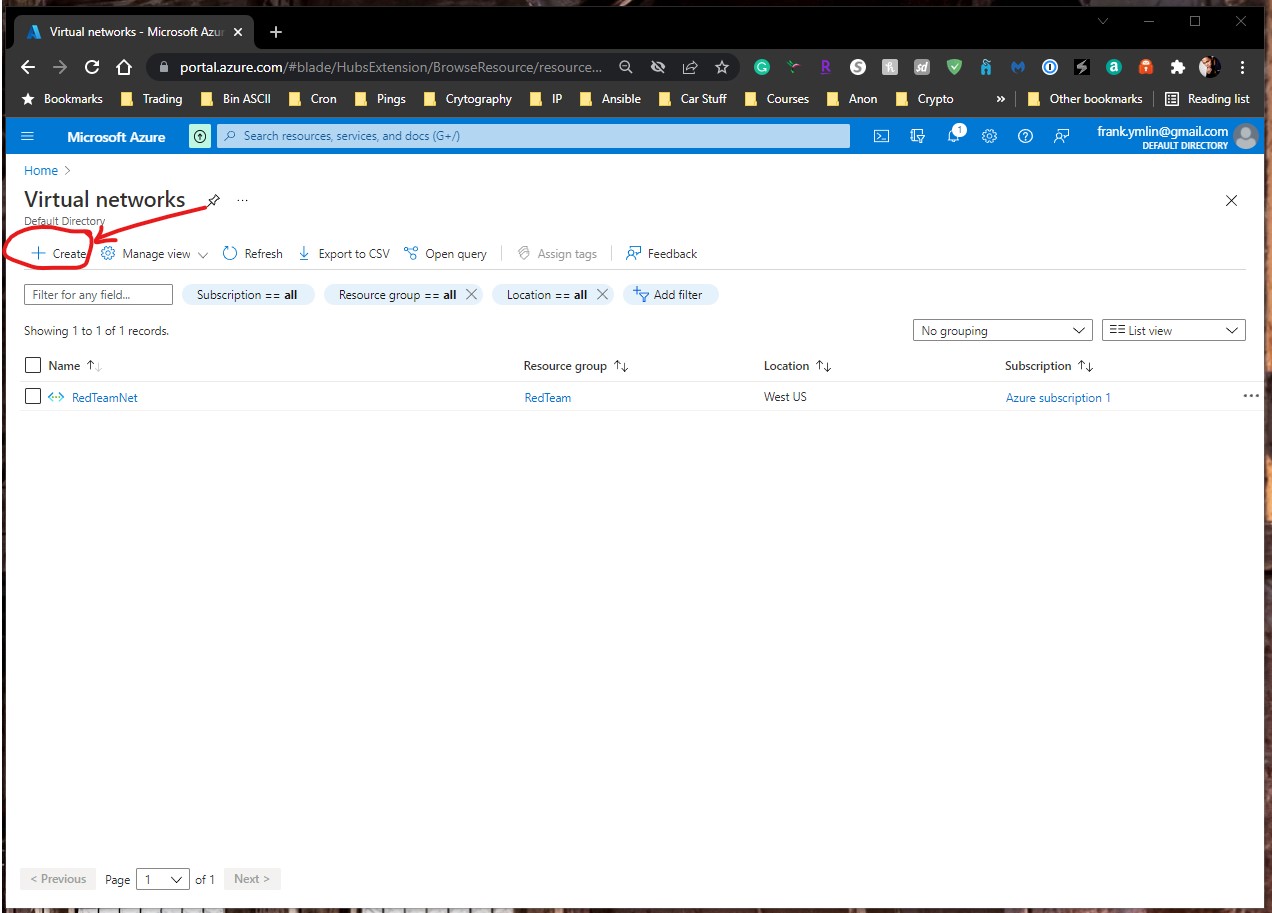 Virtual networks - Microsoft Azur
portal.azure.com/#blade/HubsExtension/BrowseResource/resource...
Bookmarks Trading Bin ASCII Cron Pings Crytography IP Ansible Car Stuff Courses Anon Crypto » Other bookmarks Reading list
Microsoft Azure Search resources, services, and docs (G+/) 1 frank.ymlin@gmail.com
DEFAULT DIRECTORY
Home >
Virtual networks ...
Default Directory
+ Create Manage view Refresh Export to CSV Open query Assign tags Feedback
Filter for any field... Subscription == all Resource group == all Location == all Add filter
Showing 1 to 1 of 1 records. No grouping List view
Name Resource group Location Subscription
RedTeamNet RedTeam West US Azure subscription 1 ...
< Previous Page 1 of 1 Next >